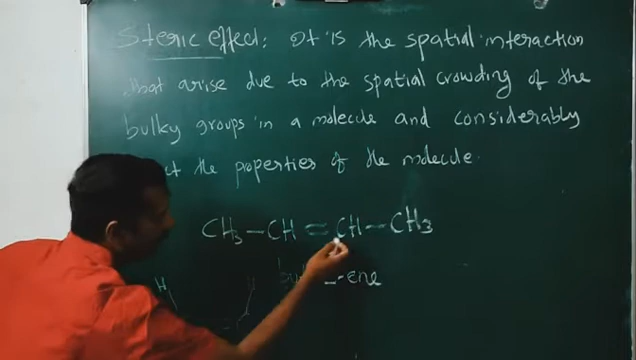 Steric effect: It is the spatial interaction
that arise due to the spatial crowding of the
bulky groups in a molecule and considerably
the properties of the molecule.
CH3 – CH = CH – CH3
ene
H